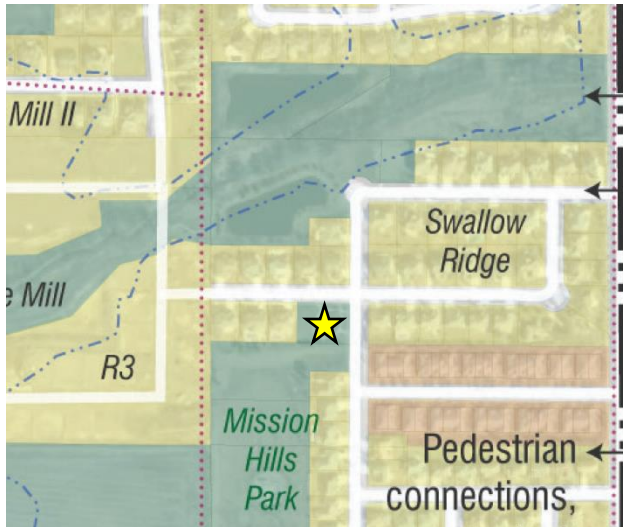 Mill II
Swallow
Ridge
e Mill
R3
Mission
Hills
Park
Pedestrian
connections,